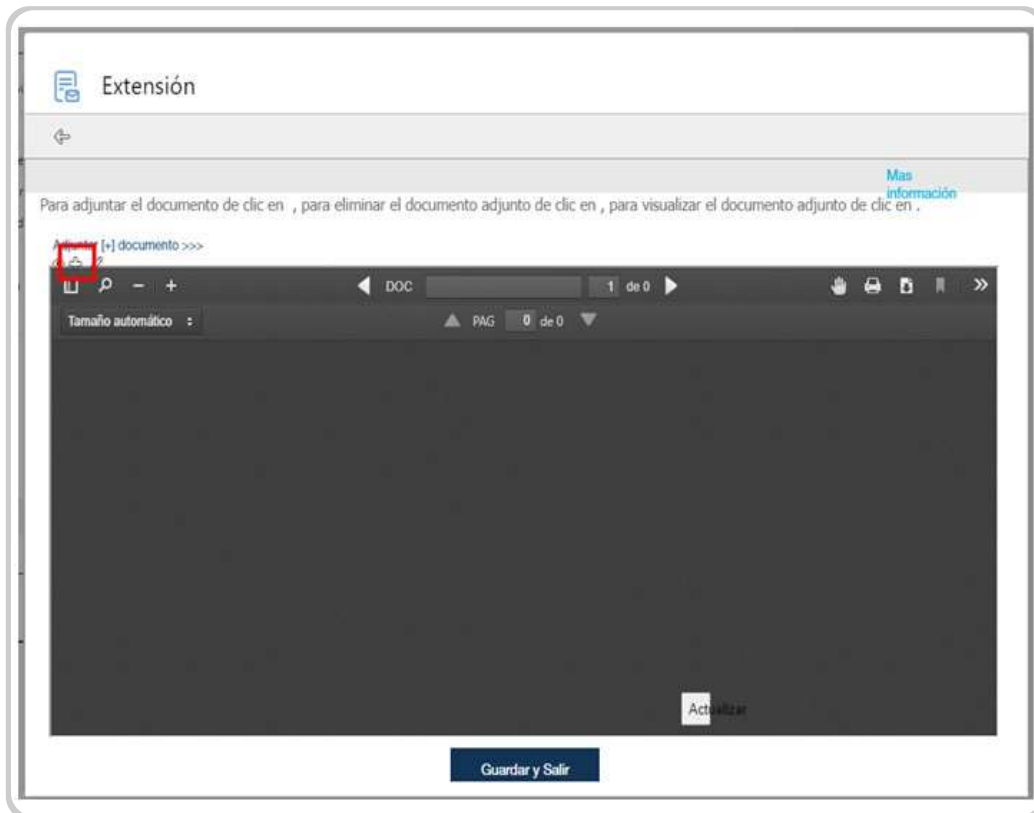 Extensión
Mas
información
Para adjuntar el documento de clic en , para eliminar el documento adjunto de clic en , para visualizar el documento adjunto de clic en .
Adjuntar [+] documento >>>
DOC 1 de 0
Tamaño automático PAG 0 de 0
Actualizar
Guardar y Salir